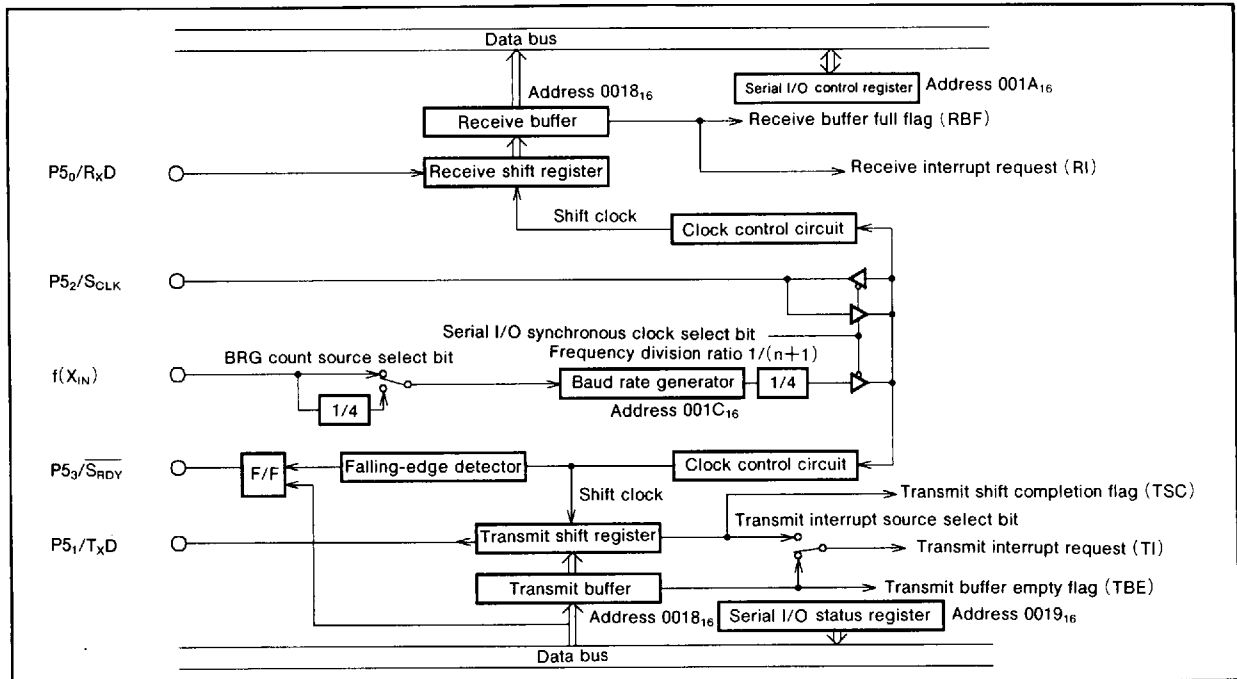 Data bus
Address 0018₁₆
Serial I/O control register
Address 001A₁₆
Receive buffer
Receive buffer full flag (RBF)
P5₀/RxD
Receive shift register
Receive interrupt request (RI)
Shift clock
Clock control circuit
P5₂/SCLK
Serial I/O synchronous clock select bit
BRG count source select bit
Frequency division ratio 1/(n+1)
f(XIN)
Baud rate generator
1/4
1/4
Address 001C₁₆
P5₃/S̅R̅D̅Y̅
F/F
Falling-edge detector
Clock control circuit
Shift clock
Transmit shift completion flag (TSC)
Transmit interrupt source select bit
P5₁/TxD
Transmit shift register
Transmit interrupt request (TI)
Transmit buffer
Transmit buffer empty flag (TBE)
Address 0018₁₆
Serial I/O status register
Address 0019₁₆
Data bus